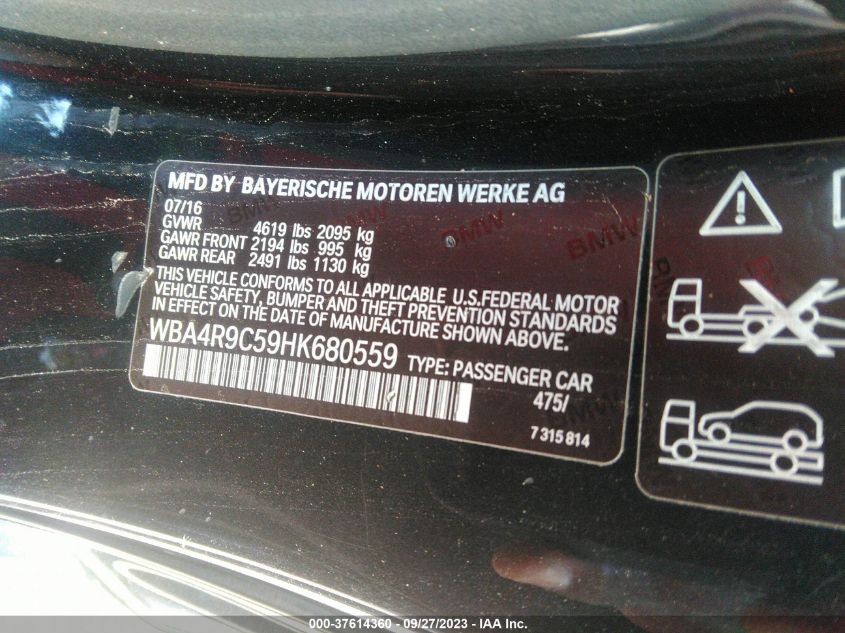 MFD BY BAYERISCHE MOTOREN WERKE AG
07/16
GVWR 4619 lbs 2095 kg
GAWR FRONT 2194 lbs 995 kg
GAWR REAR 2491 lbs 1130 kg
THIS VEHICLE CONFORMS TO ALL APPLICABLE U.S.FEDERAL MOTOR
VEHICLE SAFETY, BUMPER AND THEFT PREVENTION STANDARDS
IN EFFECT ON THE DATE OF MANUFACTURE SHOWN ABOVE.
WBA4R9C59HK680559 TYPE: PASSENGER CAR
475/
7 315 814
BMW
BMW
BMW
000-37614360 - 09/27/2023 - IAA Inc.